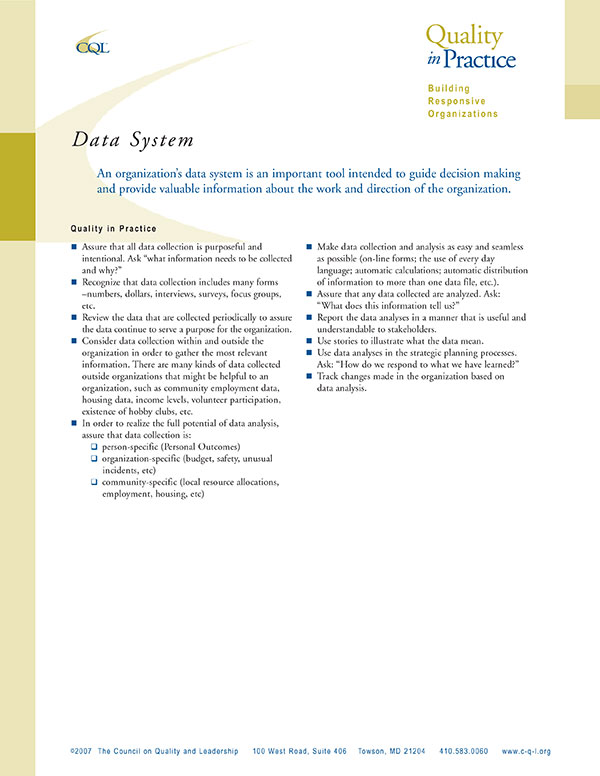 CQL
Quality
in Practice
Building
Responsive
Organizations
Data System
An organization's data system is an important tool intended to guide decision making
and provide valuable information about the work and direction of the organization.
Quality in Practice
■ Assure that all data collection is purposeful and
intentional. Ask “what information needs to be collected
and why?”
■ Recognize that data collection includes many forms
–numbers, dollars, interviews, surveys, focus groups,
etc.
■ Review the data that are collected periodically to assure
the data continue to serve a purpose for the organization.
■ Consider data collection within and outside the
organization in order to gather the most relevant
information. There are many kinds of data collected
outside organizations that might be helpful to an
organization, such as community employment data,
housing data, income levels, volunteer participation,
existence of hobby clubs, etc.
■ In order to realize the full potential of data analysis,
assure that data collection is:
❑ person-specific (Personal Outcomes)
❑ organization-specific (budget, safety, unusual
incidents, etc)
❑ community-specific (local resource allocations,
employment, housing, etc)
■ Make data collection and analysis as easy and seamless
as possible (on-line forms; the use of every day
language; automatic calculations; automatic distribution
of information to more than one data file, etc.).
■ Assure that any data collected are analyzed. Ask:
“What does this information tell us?”
■ Report the data analyses in a manner that is useful and
understandable to stakeholders.
■ Use stories to illustrate what the data mean.
■ Use data analyses in the strategic planning processes.
Ask: “How do we respond to what we have learned?”
■ Track changes made in the organization based on
data analysis.
©2007 The Council on Quality and Leadership 100 West Road, Suite 406 Towson, MD 21204 410.583.0060 www.c-q-l.org